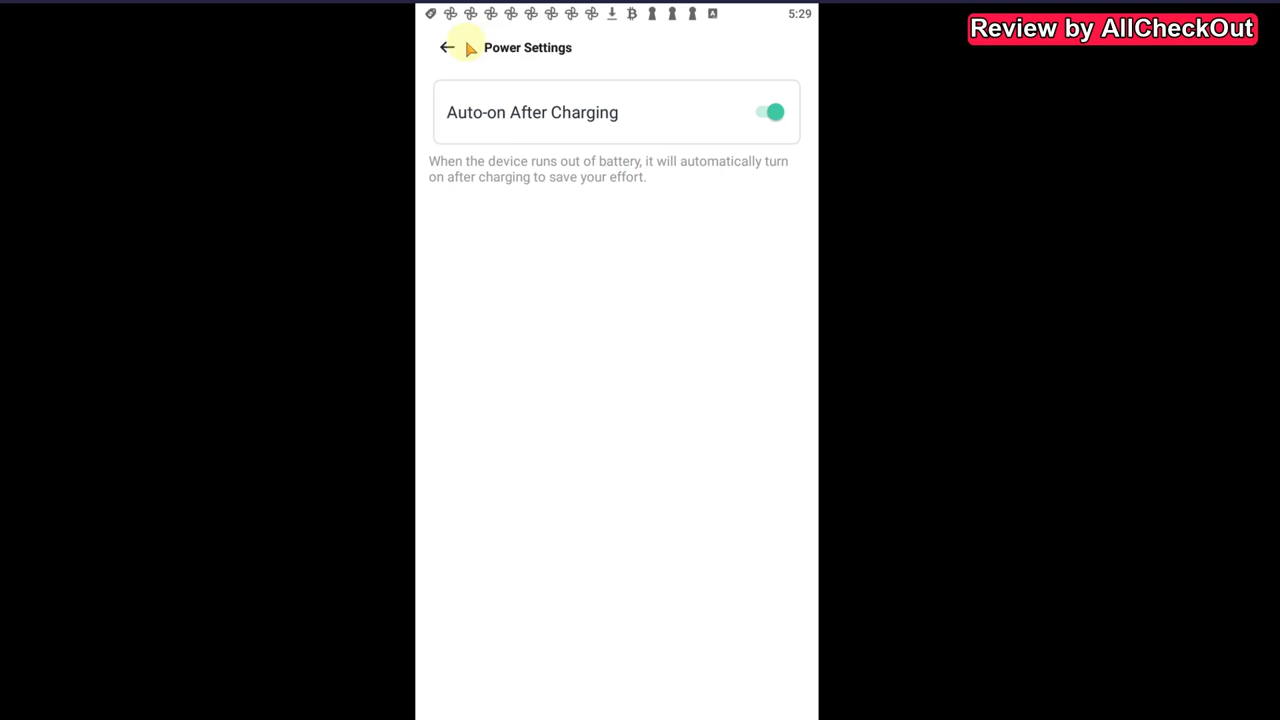 5:29
Review by AllCheckOut
Power Settings
Auto-on After Charging
When the device runs out of battery, it will automatically turn
on after charging to save your effort.